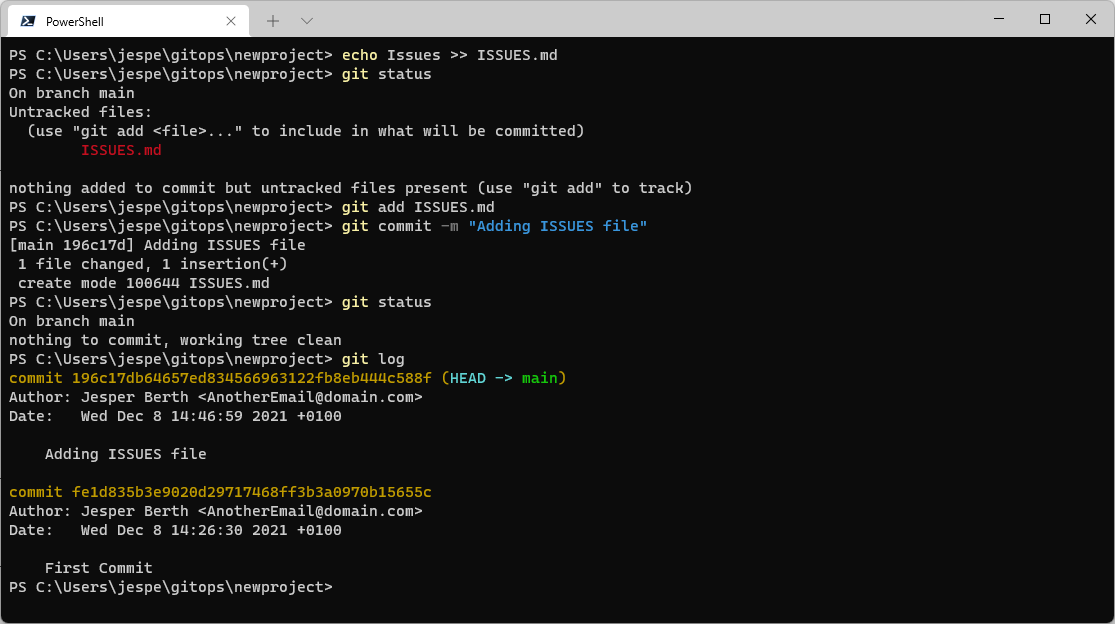 PowerShell
PS C:\Users\jespe\gitops\newproject> echo Issues >> ISSUES.md
PS C:\Users\jespe\gitops\newproject> git status
On branch main
Untracked files:
  (use "git add <file>..." to include in what will be committed)
        ISSUES.md

nothing added to commit but untracked files present (use "git add" to track)
PS C:\Users\jespe\gitops\newproject> git add ISSUES.md
PS C:\Users\jespe\gitops\newproject> git commit -m "Adding ISSUES file"
[main 196c17d] Adding ISSUES file
 1 file changed, 1 insertion(+)
 create mode 100644 ISSUES.md
PS C:\Users\jespe\gitops\newproject> git status
On branch main
nothing to commit, working tree clean
PS C:\Users\jespe\gitops\newproject> git log
commit 196c17db64657ed834566963122fb8eb444c588f (HEAD -> main)
Author: Jesper Berth <AnotherEmail@domain.com>
Date:   Wed Dec 8 14:46:59 2021 +0100

    Adding ISSUES file

commit fe1d835b3e9020d29717468ff3b3a0970b15655c
Author: Jesper Berth <AnotherEmail@domain.com>
Date:   Wed Dec 8 14:26:30 2021 +0100

    First Commit
PS C:\Users\jespe\gitops\newproject>